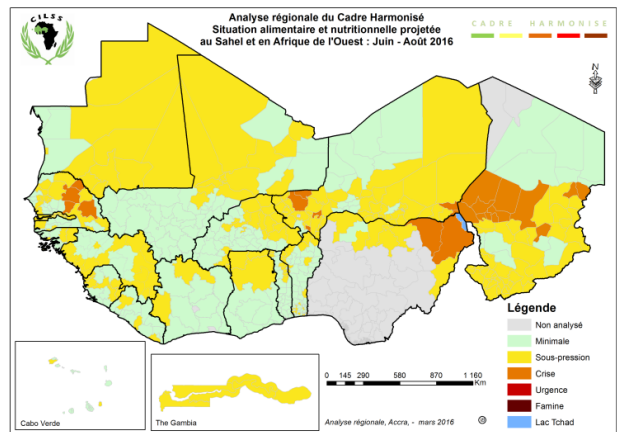 CILSS
Analyse régionale du Cadre Harmonisé
Situation alimentaire et nutritionnelle projetée
au Sahel et en Afrique de l'Ouest : Juin - Août 2016
CADRE HARMONISE
N
Légende
Non analysé
Minimale
Sous-pression
Crise
Urgence
Famine
Lac Tchad
0 145 290 580 870 1 160
Km
Cabo Verde
The Gambia
Analyse régionale, Accra, - mars 2016